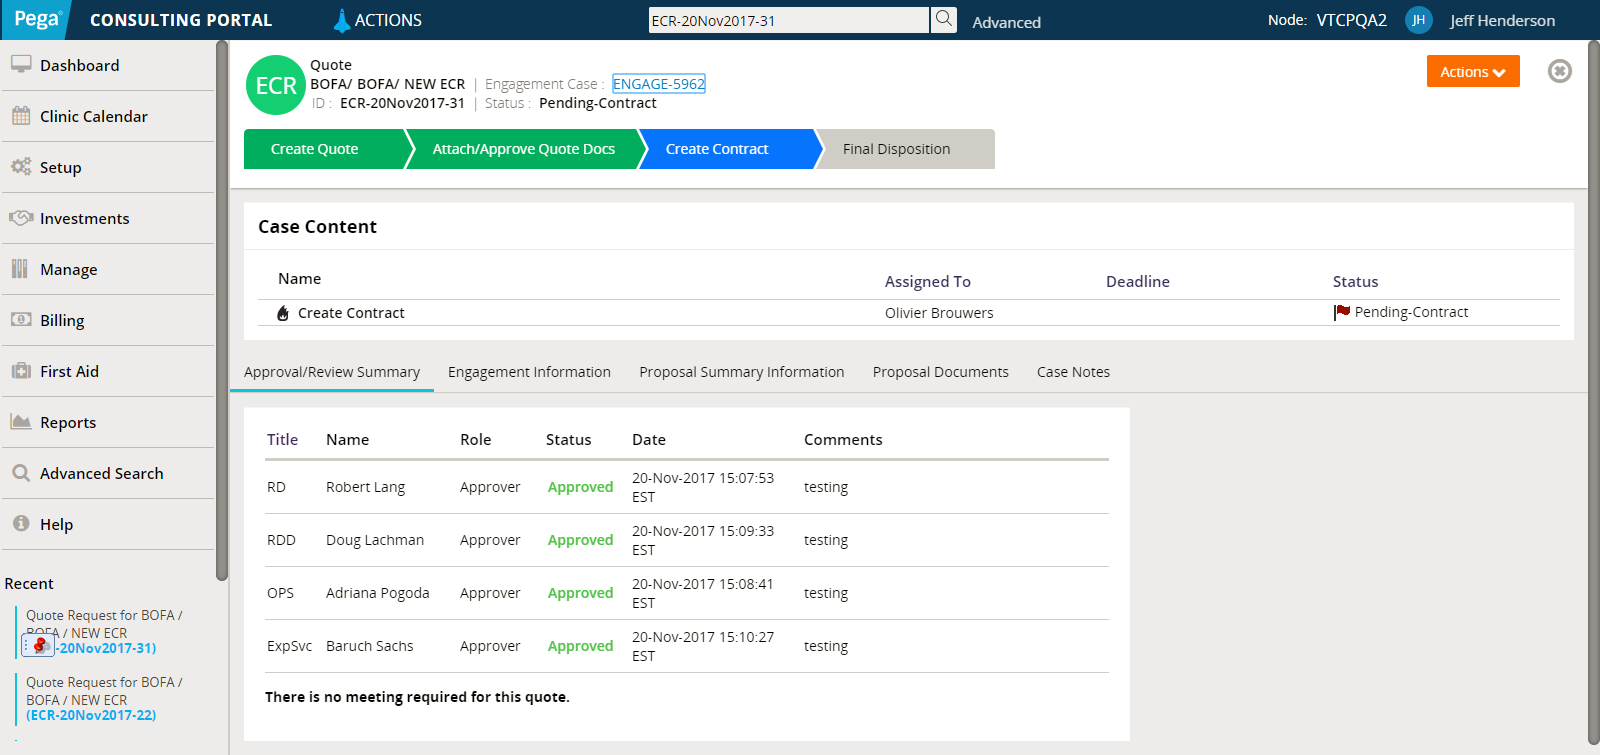 Pega CONSULTING PORTAL ACTIONS ECR-20Nov2017-31 Advanced Node: VTCPQA2 JH Jeff Henderson
Dashboard
Clinic Calendar
Setup
Investments
Manage
Billing
First Aid
Reports
Advanced Search
Help
Recent
Quote Request for BOFA /
BOFA / NEW ECR
-20Nov2017-31)
Quote Request for BOFA /
BOFA / NEW ECR
(ECR-20Nov2017-22)
ECR
Quote
BOFA/ BOFA/ NEW ECR | Engagement Case : ENGAGE-5962
ID : ECR-20Nov2017-31 | Status : Pending-Contract
Actions
Create Quote Attach/Approve Quote Docs Create Contract Final Disposition
Case Content
Name Assigned To Deadline Status
Create Contract Olivier Brouwers Pending-Contract
Approval/Review Summary Engagement Information Proposal Summary Information Proposal Documents Case Notes
Title Name Role Status Date Comments
RD Robert Lang Approver Approved 20-Nov-2017 15:07:53 EST testing
RDD Doug Lachman Approver Approved 20-Nov-2017 15:09:33 EST testing
OPS Adriana Pogoda Approver Approved 20-Nov-2017 15:08:41 EST testing
ExpSvc Baruch Sachs Approver Approved 20-Nov-2017 15:10:27 EST testing
There is no meeting required for this quote.